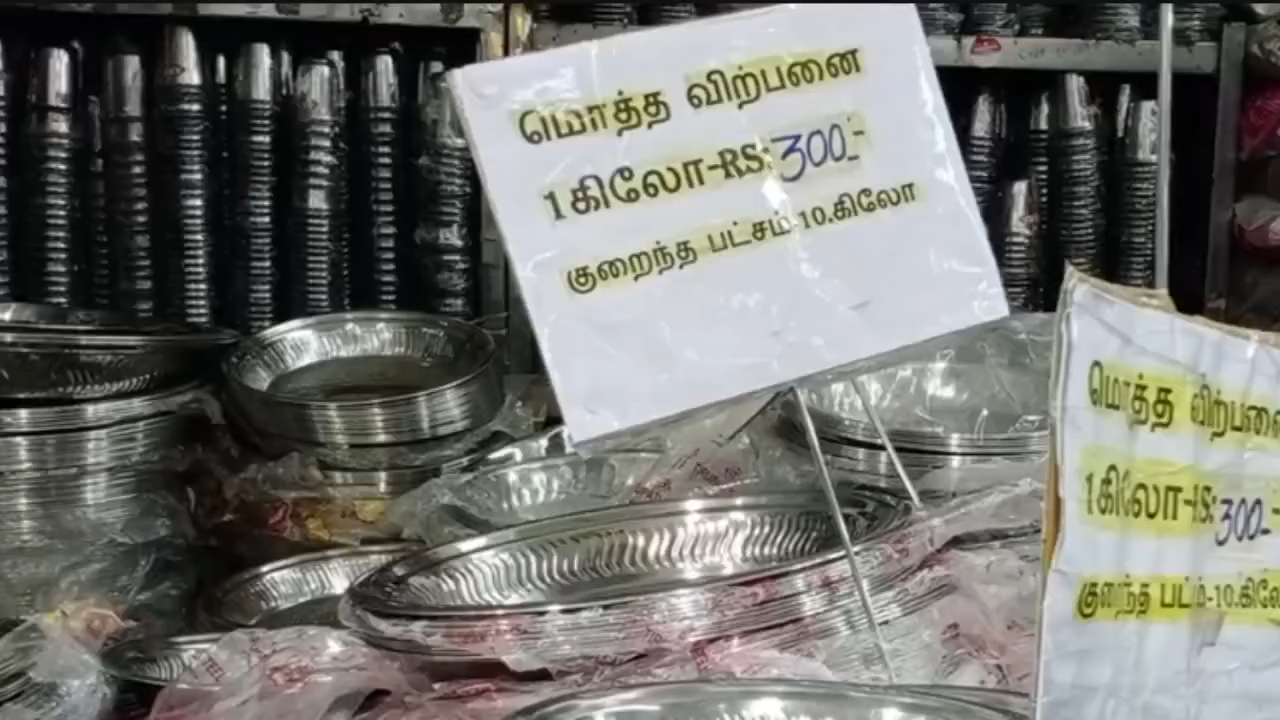 மொத்த விற்பனை
1கிலோ-RS:300/-
குறைந்த பட்சம்-10.கிலோ
மொத்த விற்பனை
1கிலோ-RS:300-
குறைந்த பட்சம்-10.கிலோ